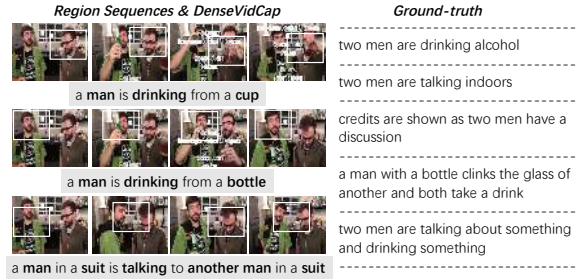 Region Sequences & DenseVidCap
a man is drinking from a cup
a man is drinking from a bottle
a man in a suit is talking to another man in a suit
Ground-truth
two men are drinking alcohol
two men are talking indoors
credits are shown as two men have a
discussion
a man with a bottle clinks the glass of
another and both take a drink
two men are talking about something
and drinking something